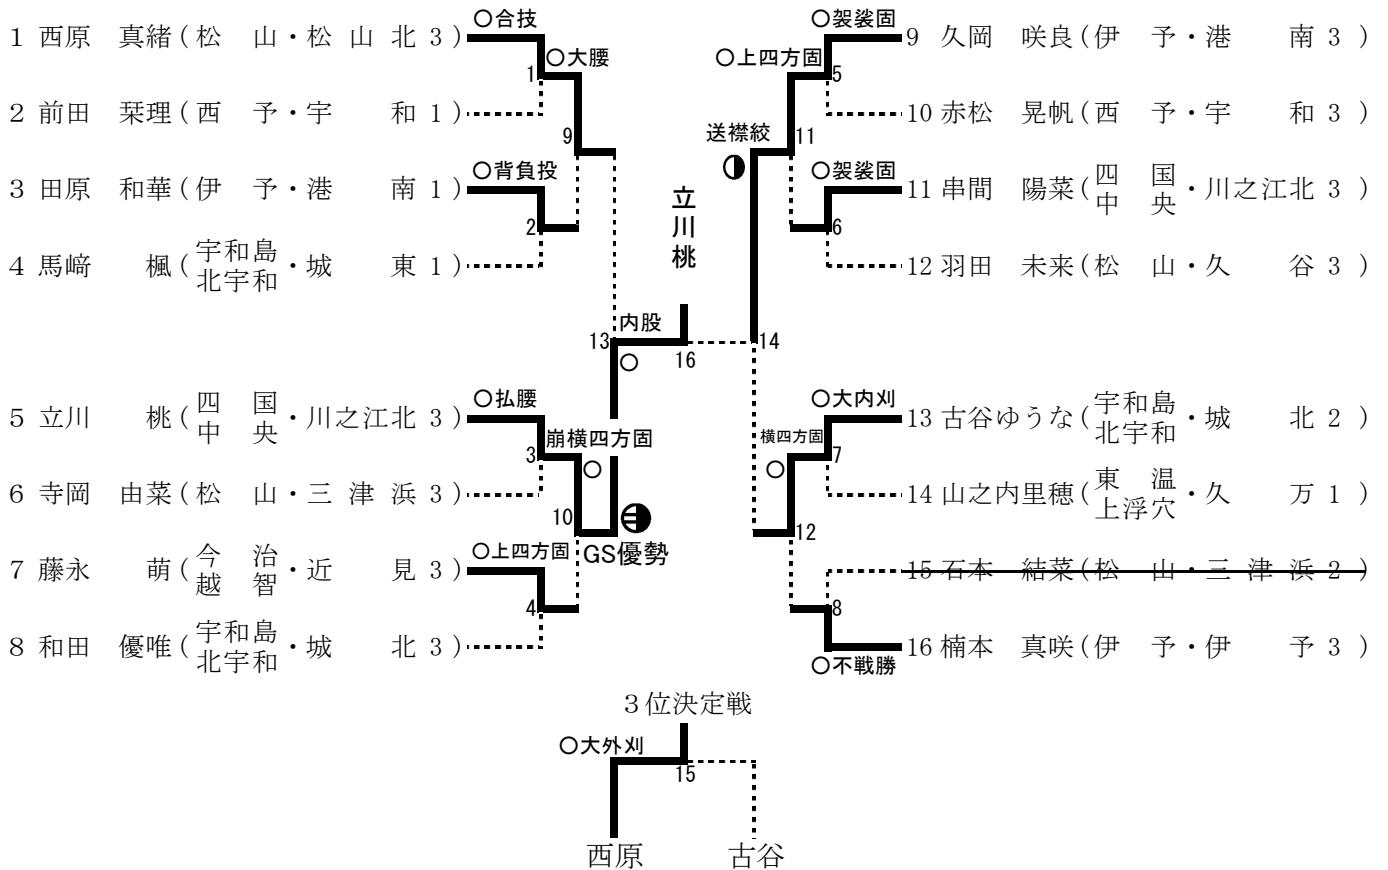 1 西原 真緒(松 山・松山北3)
○合技
1
○大腰
2 前田 栞理(西 予・宇 和1)
9
3 田原 和華(伊 予・港 南1)
○背負投
2
4 馬﨑 楓(宇和島北宇和・城 東1)
5 立川 桃(四国中央・川之江北3)
○払腰
3
崩横四方固
○
6 寺岡 由菜(松 山・三津浜3)
10
GS優勢
7 藤永 萌(今治越智・近 見3)
○上四方固
4
8 和田 優唯(宇和島北宇和・城 北3)
13
内股
○
16
立川桃
送襟絞
14
9 久岡 咲良(伊 予・港 南3)
○袈裟固
○上四方固
5
10 赤松 晃帆(西 予・宇 和3)
11
11 串間 陽菜(四国中央・川之江北3)
○袈裟固
6
12 羽田 未来(松 山・久 谷3)
13 古谷ゆうな(宇和島北宇和・城 北2)
○大内刈
横四方固
○
7
14 山之内里穂(東温上浮穴・久 万1)
12
15 石本 結菜(松 山・三津浜2)
8
16 楠本 真咲(伊 予・伊 予3)
○不戦勝
3位決定戦
○大外刈
15
西原 古谷